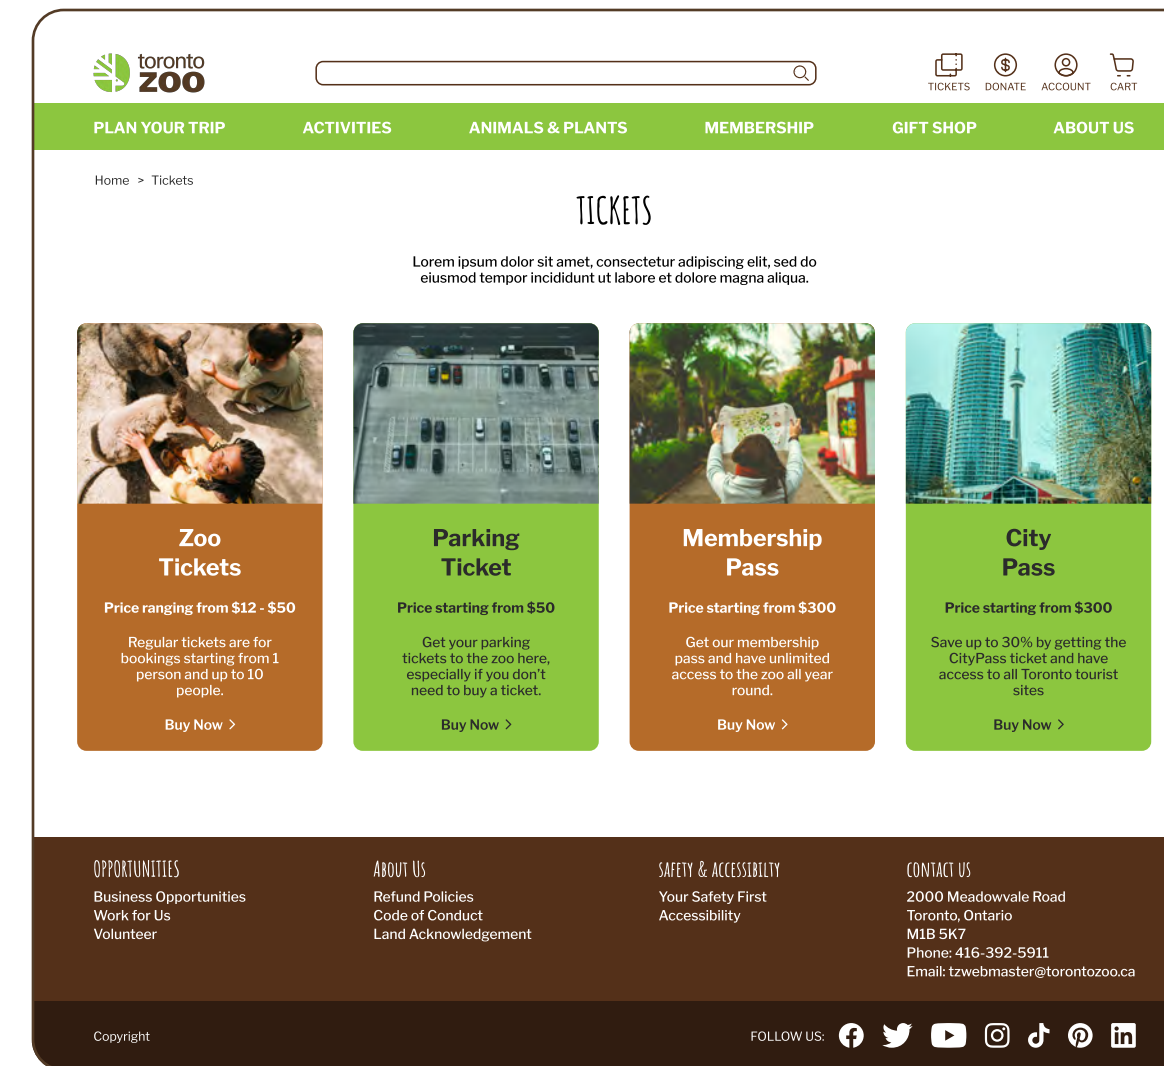 toronto
ZOO
TICKETS DONATE ACCOUNT CART
PLAN YOUR TRIP ACTIVITIES ANIMALS & PLANTS MEMBERSHIP GIFT SHOP ABOUT US
Home > Tickets
TICKETS
Lorem ipsum dolor sit amet, consectetur adipiscing elit, sed do
eiusmod tempor incididunt ut labore et dolore magna aliqua.
Zoo
Tickets
Price ranging from $12 - $50
Regular tickets are for
bookings starting from 1
person and up to 10
people.
Buy Now >
Parking
Ticket
Price starting from $50
Get your parking
tickets to the zoo here,
especially if you don't
need to buy a ticket.
Buy Now >
Membership
Pass
Price starting from $300
Get our membership
pass and have unlimited
access to the zoo all year
round.
Buy Now >
City
Pass
Price starting from $300
Save up to 30% by getting the
CityPass ticket and have
access to all Toronto tourist
sites
Buy Now >
OPPORTUNITIES
Business Opportunities
Work for Us
Volunteer
About Us
Refund Policies
Code of Conduct
Land Acknowledgement
SAFETY & ACCESSIBILTY
Your Safety First
Accessibility
CONTACT US
2000 Meadowvale Road
Toronto, Ontario
M1B 5K7
Phone: 416-392-5911
Email: tzwebmaster@torontozoo.ca
Copyright
FOLLOW US: